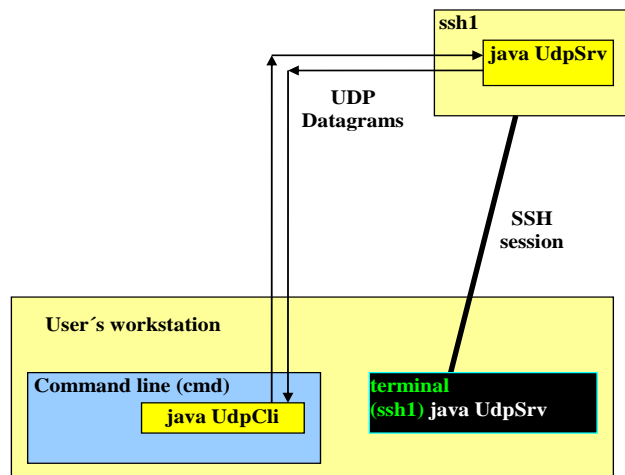 ssh1
java UdpSrv
UDP
Datagrams
SSH
session
User´s workstation
Command line (cmd)
java UdpCli
terminal
(ssh1) java UdpSrv